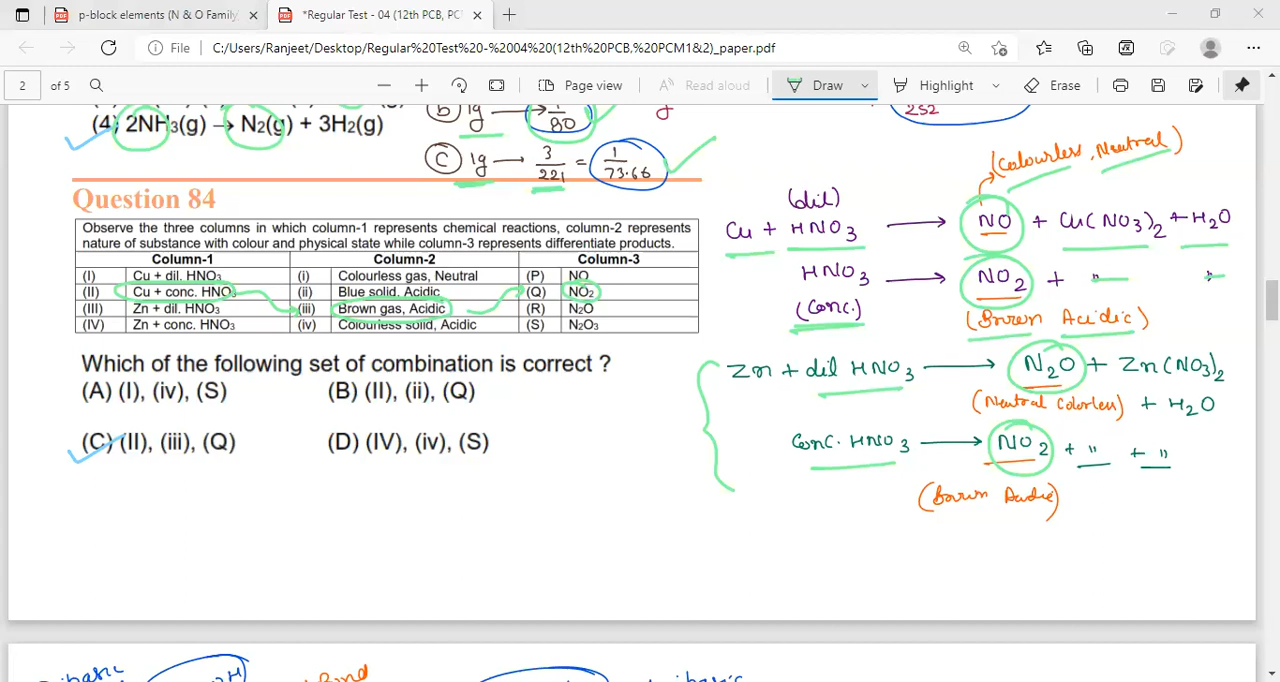 p-block elements (N & O Family)
*Regular Test - 04 (12th PCB, PC
File C:/Users/Ranjeet/Desktop/Regular%20Test%20-%2004%20(12th%20PCB,%20PCM1&2)_paper.pdf
2 of 5 Page view Read aloud Draw Highlight Erase
(4) 2NH3(g) → N2(g) + 3H2(g)
(b) 1g → 1/80
g
252
(C) 1g → 3/221 = 1/73.66
Question 84
Observe the three columns in which column-1 represents chemical reactions, column-2 represents
nature of substance with colour and physical state while column-3 represents differentiate products.
Column-1 Column-2 Column-3
(I) Cu + dil. HNO3 (i) Colourless gas, Neutral (P) NO
(II) Cu + conc. HNO3 (ii) Blue solid, Acidic (Q) NO2
(III) Zn + dil. HNO3 (iii) Brown gas, Acidic (R) N2O
(IV) Zn + conc. HNO3 (iv) Colourless solid, Acidic (S) N2O3
Which of the following set of combination is correct ?
(A) (I), (iv), (S) (B) (II), (ii), (Q)
(C) (II), (iii), (Q) (D) (IV), (iv), (S)
(Colourless, Neutral)
(dil)
Cu + HNO3 → NO + Cu(NO3)2 + H2O
HNO3 → NO2 + " "
(Conc.) (Brown Acidic)
Zn + dil HNO3 → N2O + Zn(NO3)2
(Neutral Colorless) + H2O
Conc. HNO3 → NO2 + " + "
(Brown Acidic)